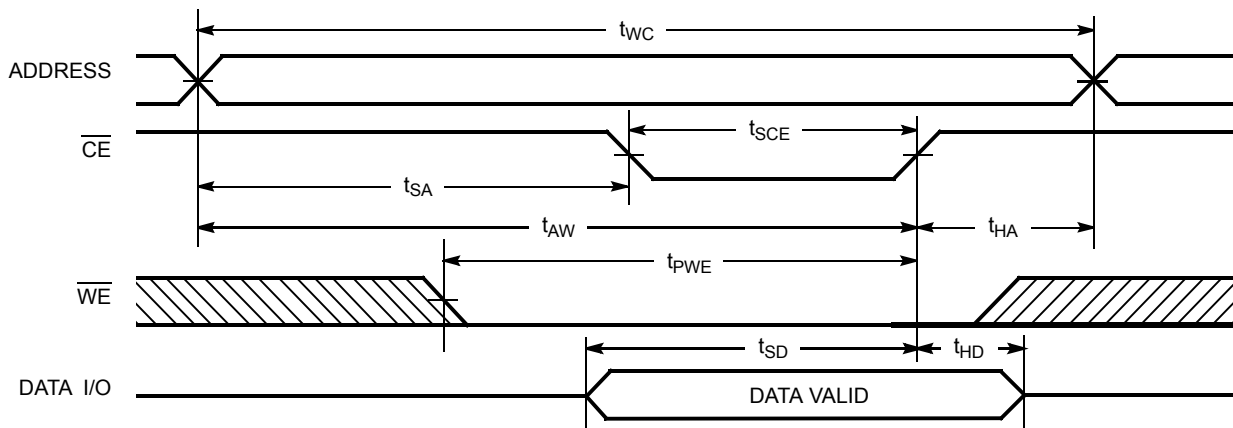 tWC
ADDRESS
CE
tSCE
tSA
tAW
tHA
tPWE
WE
tSD
tHD
DATA I/O
DATA VALID